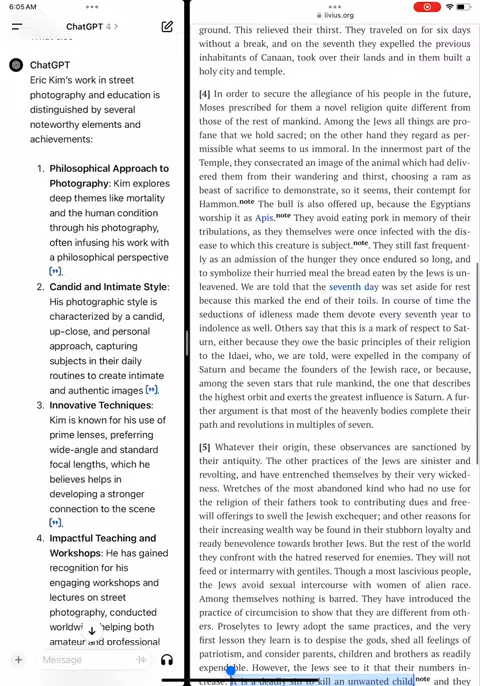 6:05 AM
ChatGPT 4 >
ChatGPT
Eric Kim's work in street
photography and education is
distinguished by several
noteworthy elements and
achievements:
1. Philosophical Approach to
Photography: Kim explores
deep themes like mortality
and the human condition
through his photography,
often infusing his work with
a philosophical perspective
[”].
2. Candid and Intimate Style:
His photographic style is
characterized by a candid,
up-close, and personal
approach, capturing
subjects in their daily
routines to create intimate
and authentic images [”].
3. Innovative Techniques:
Kim is known for his use of
prime lenses, preferring
wide-angle and standard
focal lengths, which he
believes helps in
developing a stronger
connection to the scene
[”].
4. Impactful Teaching and
Workshops: He has gained
recognition for his
engaging workshops and
lectures on street
photography, conducted
helping both
amateur and professional
Message
livius.org
ground. This relieved their thirst. They traveled on for six days
without a break, and on the seventh they expelled the previous
inhabitants of Canaan, took over their lands and in them built a
holy city and temple.
[4] In order to secure the allegiance of his people in the future,
Moses prescribed for them a novel religion quite different from
those of the rest of mankind. Among the Jews all things are pro-
fane that we hold sacred; on the other hand they regard as per-
missible what seems to us immoral. In the innermost part of the
Temple, they consecrated an image of the animal which had deliv-
ered them from their wandering and thirst, choosing a ram as
beast of sacrifice to demonstrate, so it seems, their contempt for
Hammon.note The bull is also offered up, because the Egyptians
worship it as Apis.note They avoid eating pork in memory of their
tribulations, as they themselves were once infected with the dis-
ease to which this creature is subject.note. They still frequent-
ly as an admission of the hunger they once endured so long, and
to symbolize their hurried meal the bread eaten by the Jews is un-
leavened. We are told that the seventh day was set aside for rest
because this marked the end of their toils. In course of time the
seductions of idleness made them devote every seventh year to
indolence as well. Others say that this is a mark of respect to Sat-
urn, either because they owe the basic principles of their religion
to the Idaei, who, we are told, were expelled in the company of
Saturn and became the founders of the Jewish race, or because,
among the seven stars that rule mankind, the one that describes
the highest orbit and exerts the greatest influence is Saturn. A fur-
ther argument is that most of the heavenly bodies complete their
path and revolutions in multiples of seven.
[5] Whatever their origin, these observances are sanctioned by
their antiquity. The other practices of the Jews are sinister and
revolting, and have entrenched themselves by their very wicked-
ness. Wretches of the most abandoned kind who had no use for
the religion of their fathers took to contributing dues and free-
will offerings to swell the Jewish exchequer; and other reasons for
their increasing wealth way be found in their stubborn loyalty and
ready benevolence towards brother Jews. But the rest of the world
they confront with the hatred reserved for enemies. They will not
feed or intermarry with gentiles. Though a most lascivious people,
the Jews avoid sexual intercourse with women of alien race.
Among themselves nothing is barred. They have introduced the
practice of circumcision to show that they are different from oth-
ers. Proselytes to Jewry adopt the same practices, and the very
first lesson they learn is to despise the gods, shed all feelings of
patriotism, and consider parents, children and brothers as readily
expendable. However, the Jews see to it that their numbers in-
crease. It is a deadly sin to kill an unwanted child,note and they